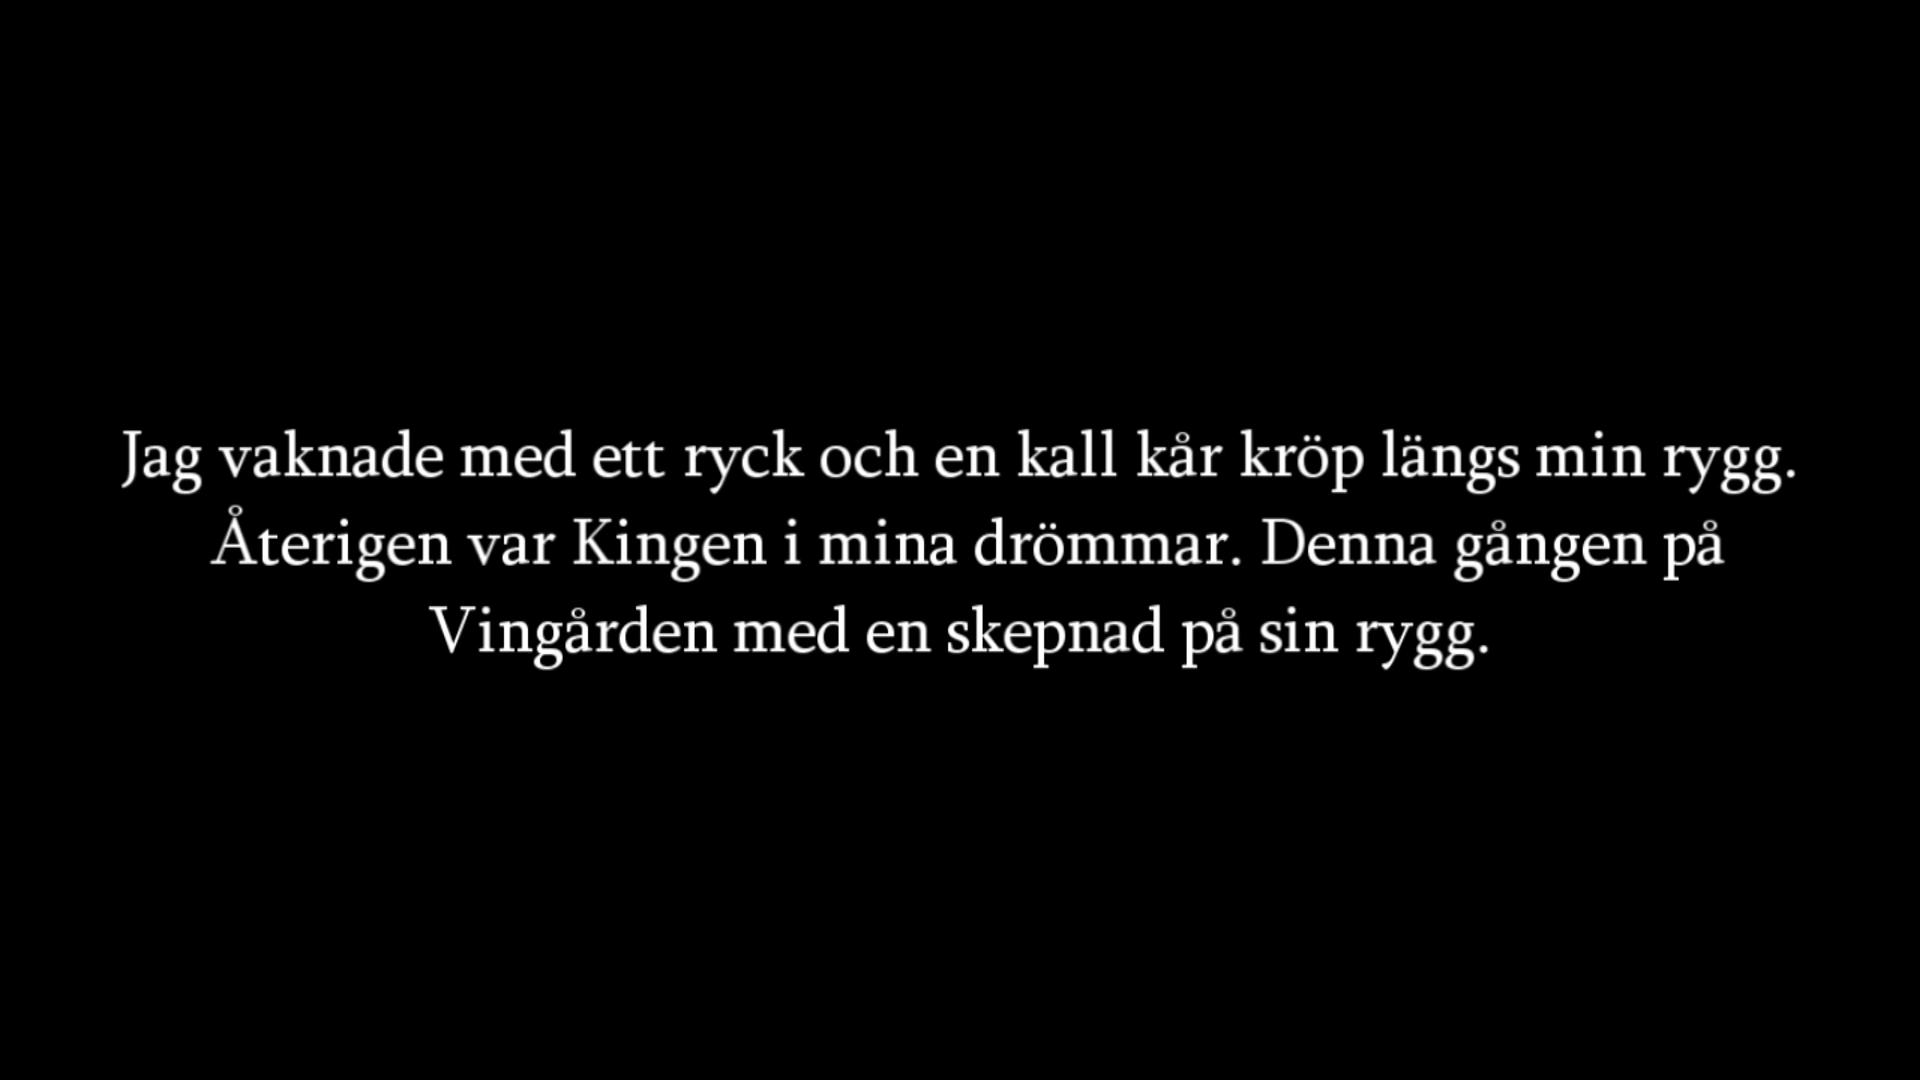 Jag vaknade med ett ryck och en kall kår kröp längs min rygg.
Återigen var Kingen i mina drömmar. Denna gången på
Vingården med en skepnad på sin rygg.